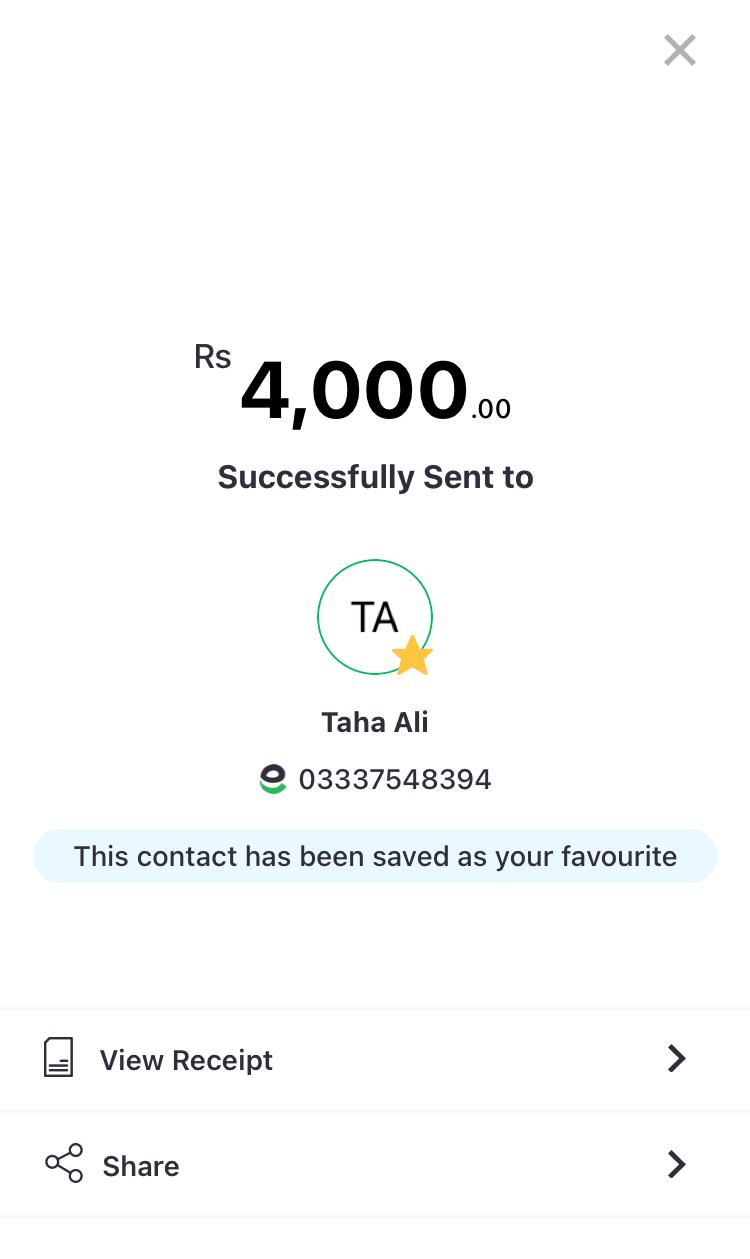 Rs 4,000.00
Successfully Sent to
TA
Taha Ali
03337548394
This contact has been saved as your favourite
View Receipt
Share